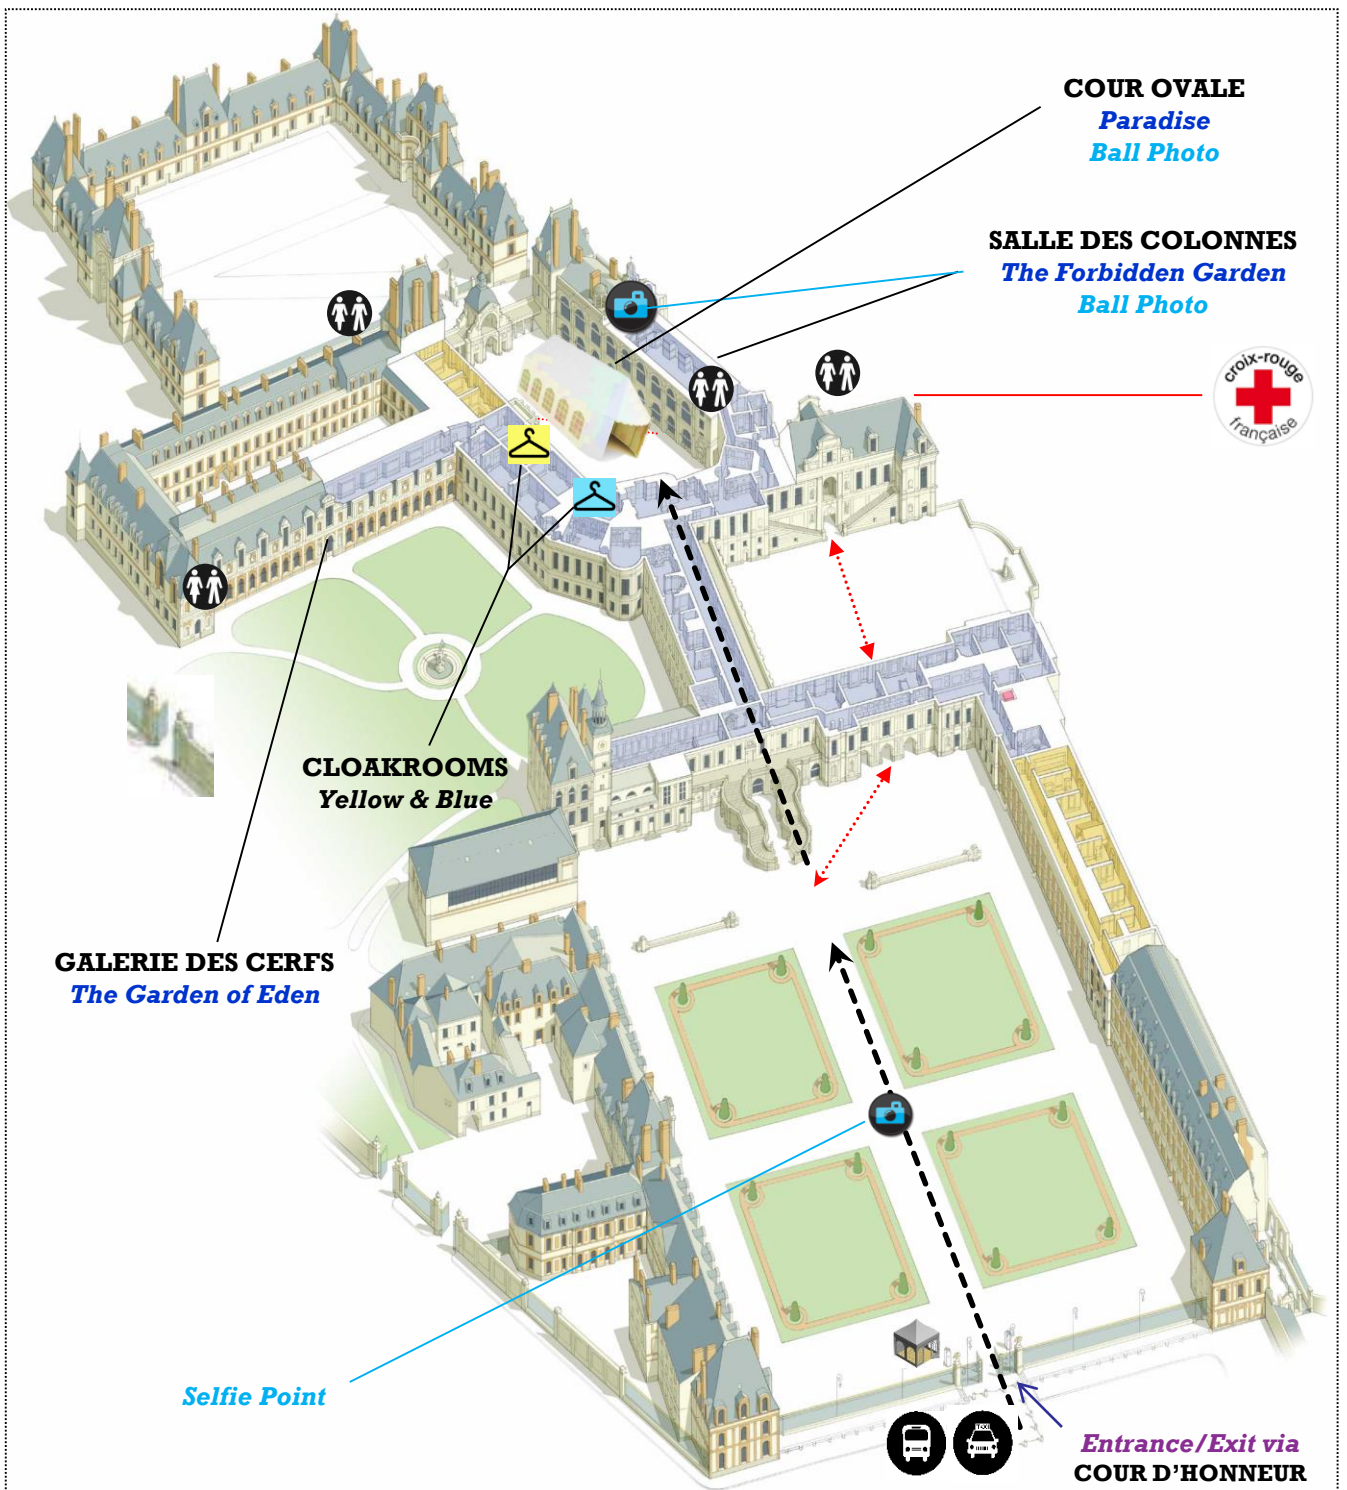 COUR OVALE
Paradise
Ball Photo
SALLE DES COLONNES
The Forbidden Garden
Ball Photo
croix-rouge
française
CLOAKROOMS
Yellow & Blue
GALERIE DES CERFS
The Garden of Eden
Selfie Point
TAXI
Entrance/Exit via
COUR D'HONNEUR